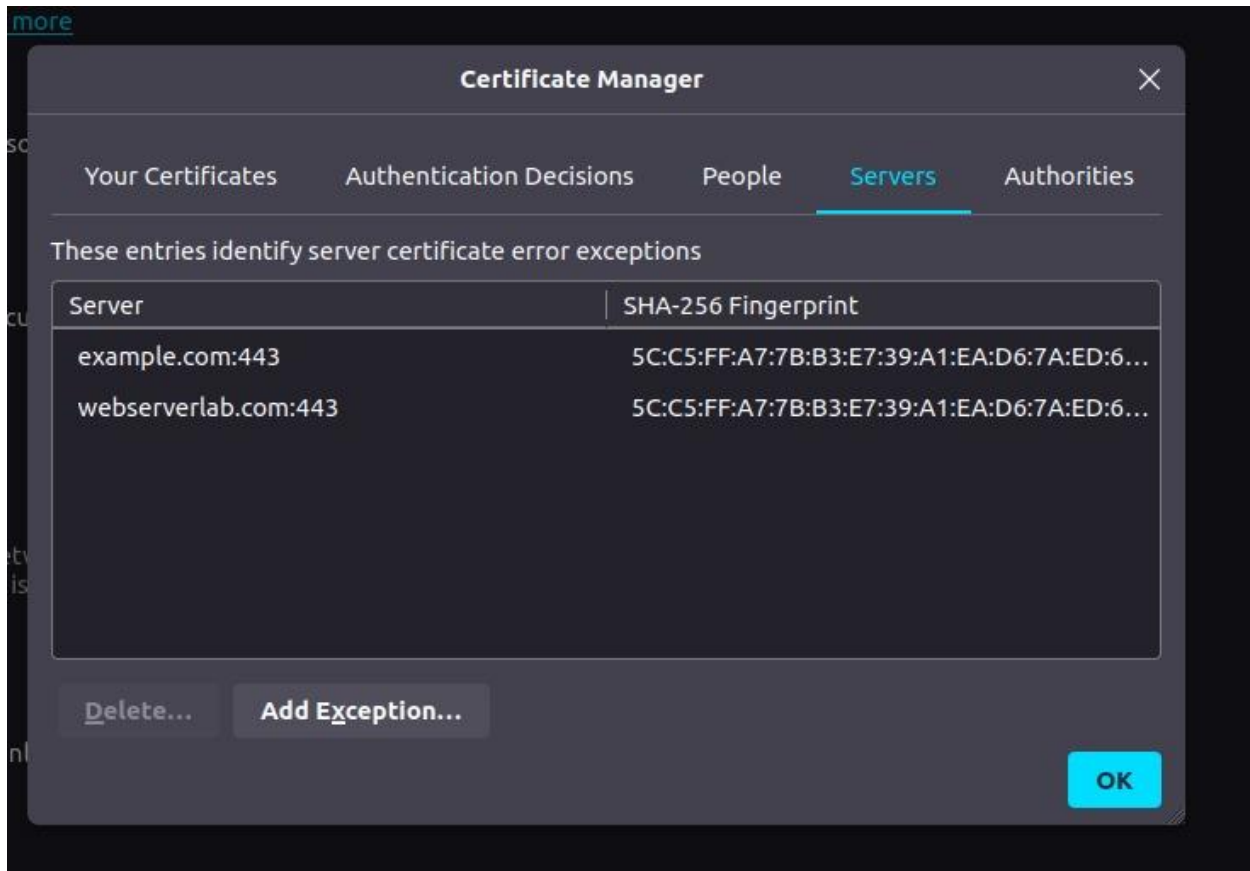 more
Certificate Manager
Your Certificates Authentication Decisions People Servers Authorities
These entries identify server certificate error exceptions
Server SHA-256 Fingerprint
example.com:443 5C:C5:FF:A7:7B:B3:E7:39:A1:EA:D6:7A:ED:6...
webserverlab.com:443 5C:C5:FF:A7:7B:B3:E7:39:A1:EA:D6:7A:ED:6...
is
Delete... Add Exception...
OK